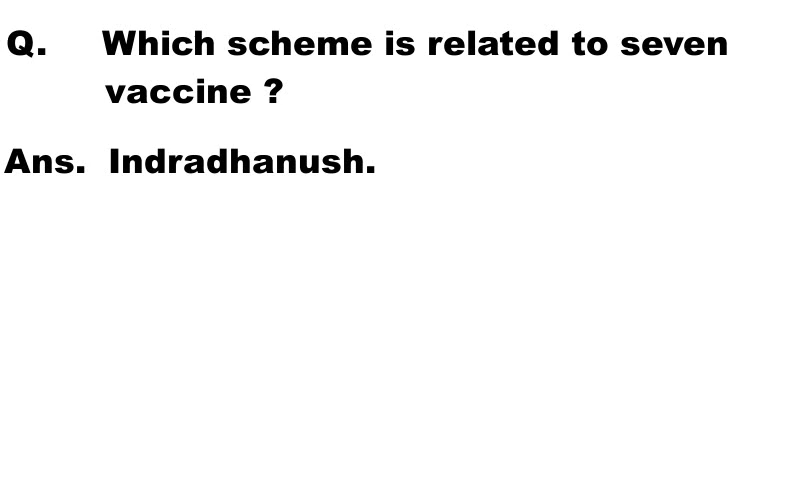 Q. Which scheme is related to seven
vaccine ?
Ans. Indradhanush.